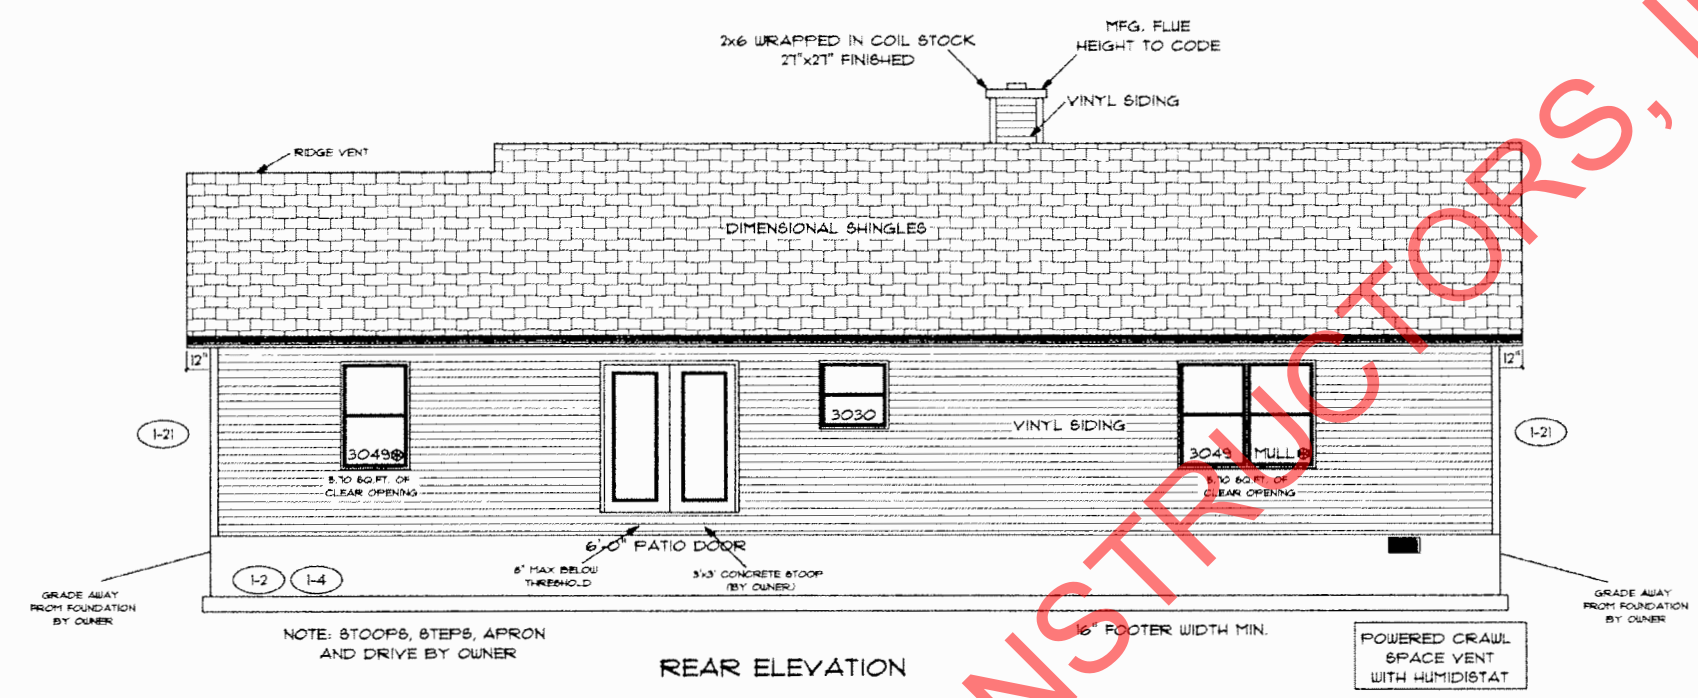 2x6 WRAPPED IN COIL STOCK
27"x27" FINISHED
MFG. FLUE
HEIGHT TO CODE
VINYL SIDING
RIDGE VENT
DIMENSIONAL SHINGLES
12"
12"
3049
5.70 SQ.FT. OF
CLEAR OPENING
3030
VINYL SIDING
3049 MULL
5.70 SQ.FT. OF
CLEAR OPENING
1-21
1-21
6'-0" PATIO DOOR
8" MAX BELOW
THRESHOLD
3'x3' CONCRETE STOOP
(BY OWNER)
1-2 1-4
GRADE AWAY
FROM FOUNDATION
BY OWNER
GRADE AWAY
FROM FOUNDATION
BY OWNER
NOTE: STOOPS, STEPS, APRON
AND DRIVE BY OWNER
REAR ELEVATION
16" FOOTER WIDTH MIN.
POWERED CRAWL
SPACE VENT
WITH HUMIDISTAT
NSTRUCTORS, I